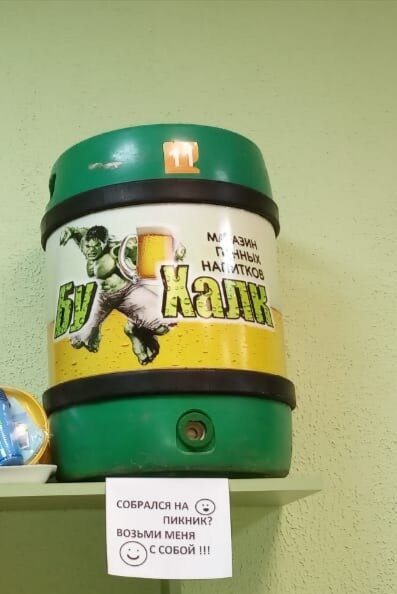 11
МАГАЗИН
ПЕННЫХ
НАПИТКОВ
Бу Халк
СОБРАЛСЯ НА
ПИКНИК?
ВОЗЬМИ МЕНЯ
С СОБОЙ !!!